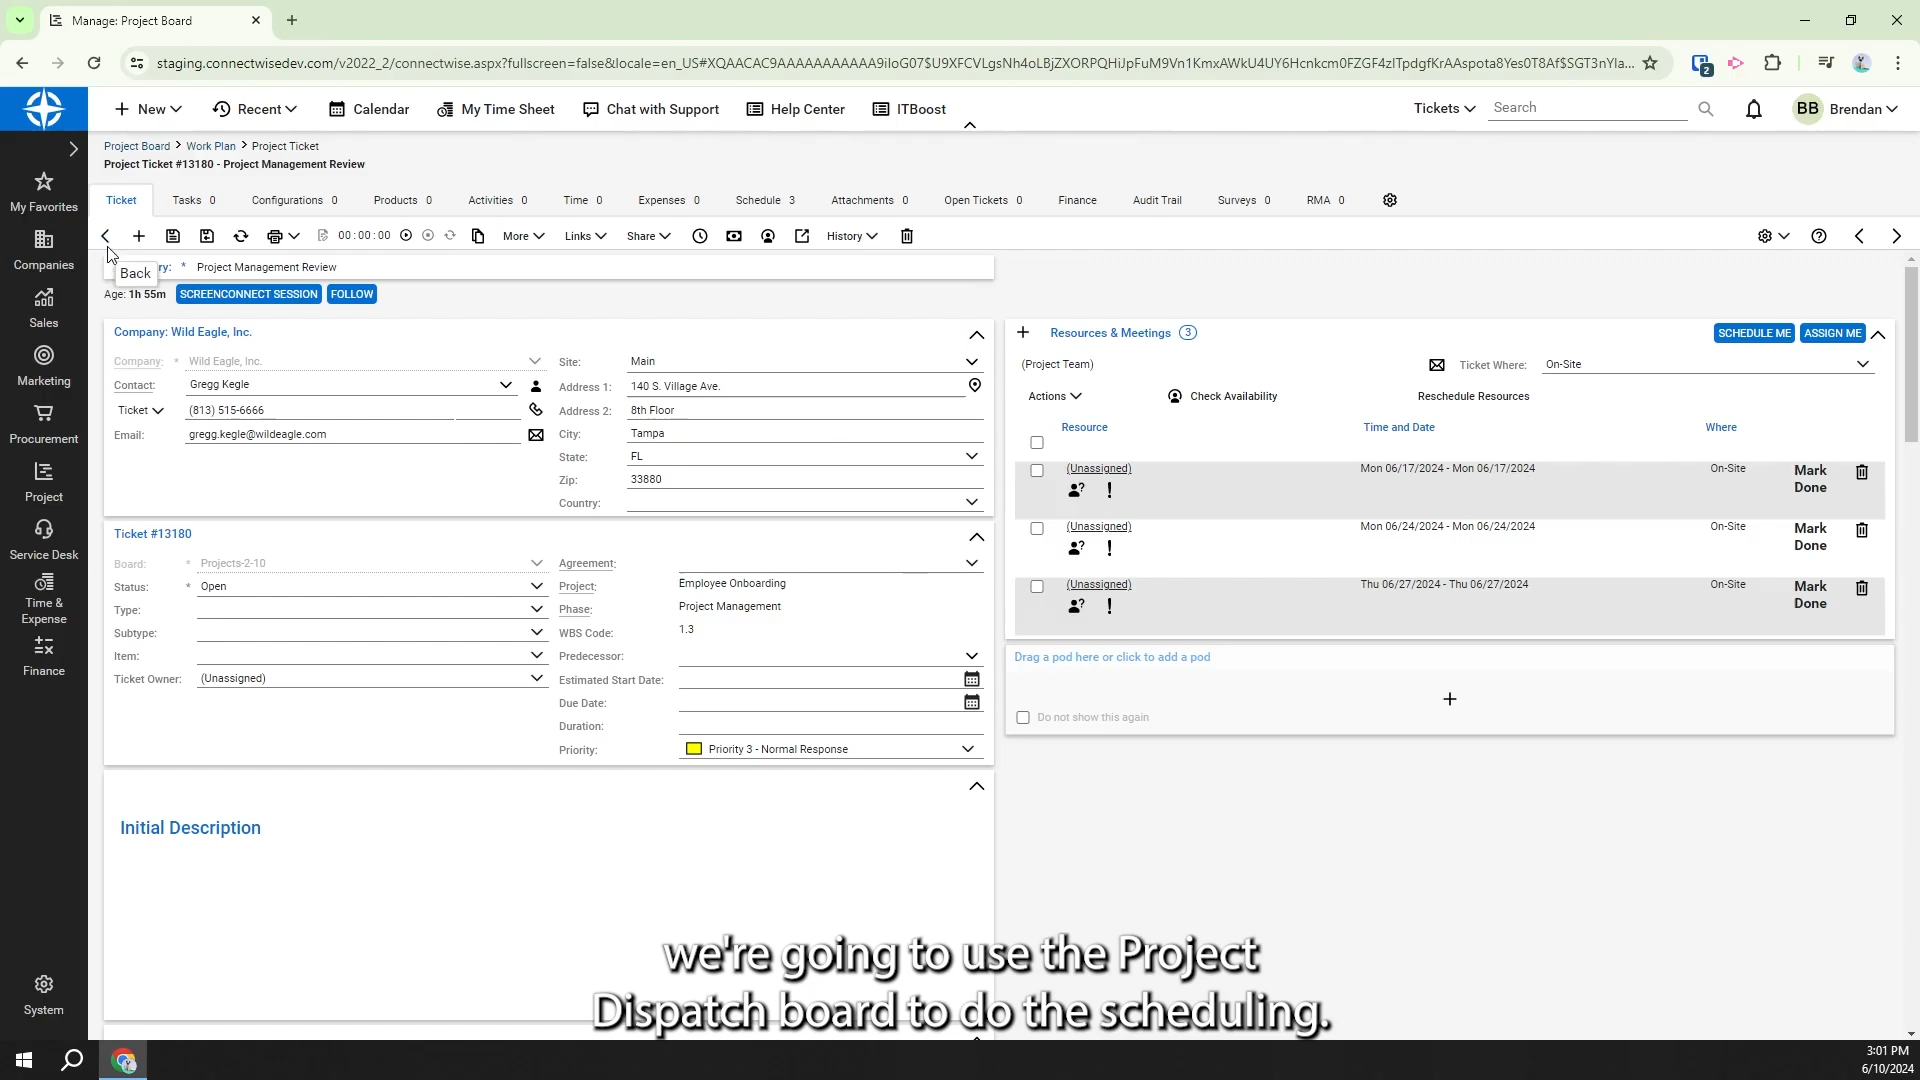 Manage: Project Board
staging.connectwisedev.com/v2022_2/connectwise.aspx?fullscreen=false&locale=en_US#XQAACAC9AAAAAAAAAAA9iIoG07$U9XFCVLgsNh4oLBjZXORPQHiJpFuM9Vn1KmxAWkU4UY6Hcnkcm0FZGF4zlTpdgfKrAAspota8Yes0T8Af$SGT3nYla...
2
New
Recent
Calendar
My Time Sheet
Chat with Support
Help Center
ITBoost
Tickets
Search
BB
Brendan
Project Board > Work Plan > Project Ticket
Project Ticket #13180 - Project Management Review
My Favorites
Companies
Sales
Marketing
Procurement
Project
Service Desk
Time &
Expense
Finance
System
Ticket
Tasks 0
Configurations 0
Products 0
Activities 0
Time 0
Expenses 0
Schedule 3
Attachments 0
Open Tickets 0
Finance
Audit Trail
Surveys 0
RMA 0
00:00:00
More
Links
Share
History
Back
ry: * Project Management Review
Age: 1h 55m
SCREENCONNECT SESSION
FOLLOW
Company: Wild Eagle, Inc.
Company: * Wild Eagle, Inc.
Contact: Gregg Kegle
Ticket (813) 515-6666
Email: gregg.kegle@wildeagle.com
Site: Main
Address 1: 140 S. Village Ave.
Address 2: 8th Floor
City: Tampa
State: FL
Zip: 33880
Country:
Ticket #13180
Board: * Projects-2-10
Status: * Open
Type:
Subtype:
Item:
Ticket Owner: (Unassigned)
Agreement:
Project: Employee Onboarding
Phase: Project Management
WBS Code: 1.3
Predecessor:
Estimated Start Date:
Due Date:
Duration:
Priority: Priority 3 - Normal Response
Initial Description
Resources & Meetings 3
SCHEDULE ME
ASSIGN ME
(Project Team)
Ticket Where: On-Site
Actions
Check Availability
Reschedule Resources
Resource
Time and Date
Where
(Unassigned) Mon 06/17/2024 - Mon 06/17/2024 On-Site Mark
Done
(Unassigned) Mon 06/24/2024 - Mon 06/24/2024 On-Site Mark
Done
(Unassigned) Thu 06/27/2024 - Thu 06/27/2024 On-Site Mark
Done
Drag a pod here or click to add a pod
Do not show this again
we're going to use the Project
Dispatch board to do the scheduling.
3:01 PM
6/10/2024